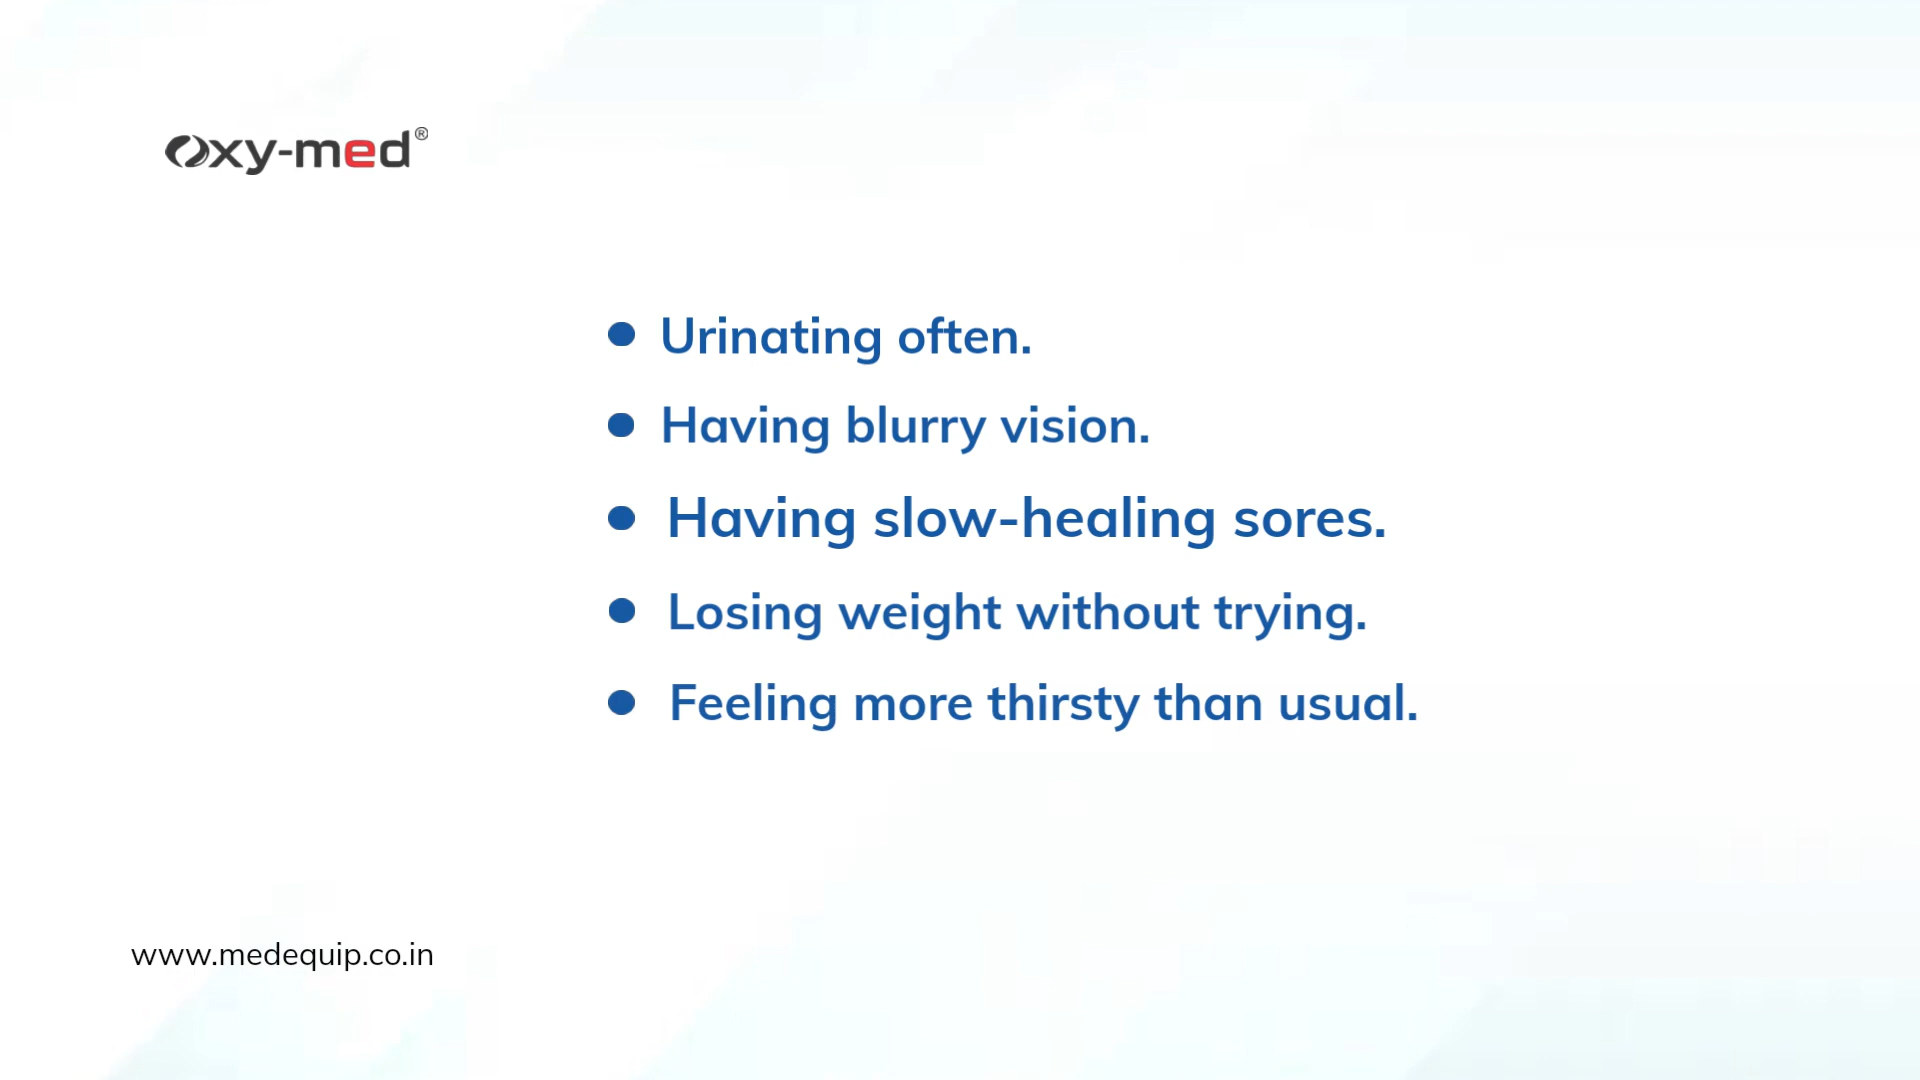 Oxy-med®
• Urinating often.
• Having blurry vision.
• Having slow-healing sores.
• Losing weight without trying.
• Feeling more thirsty than usual.
www.medequip.co.in